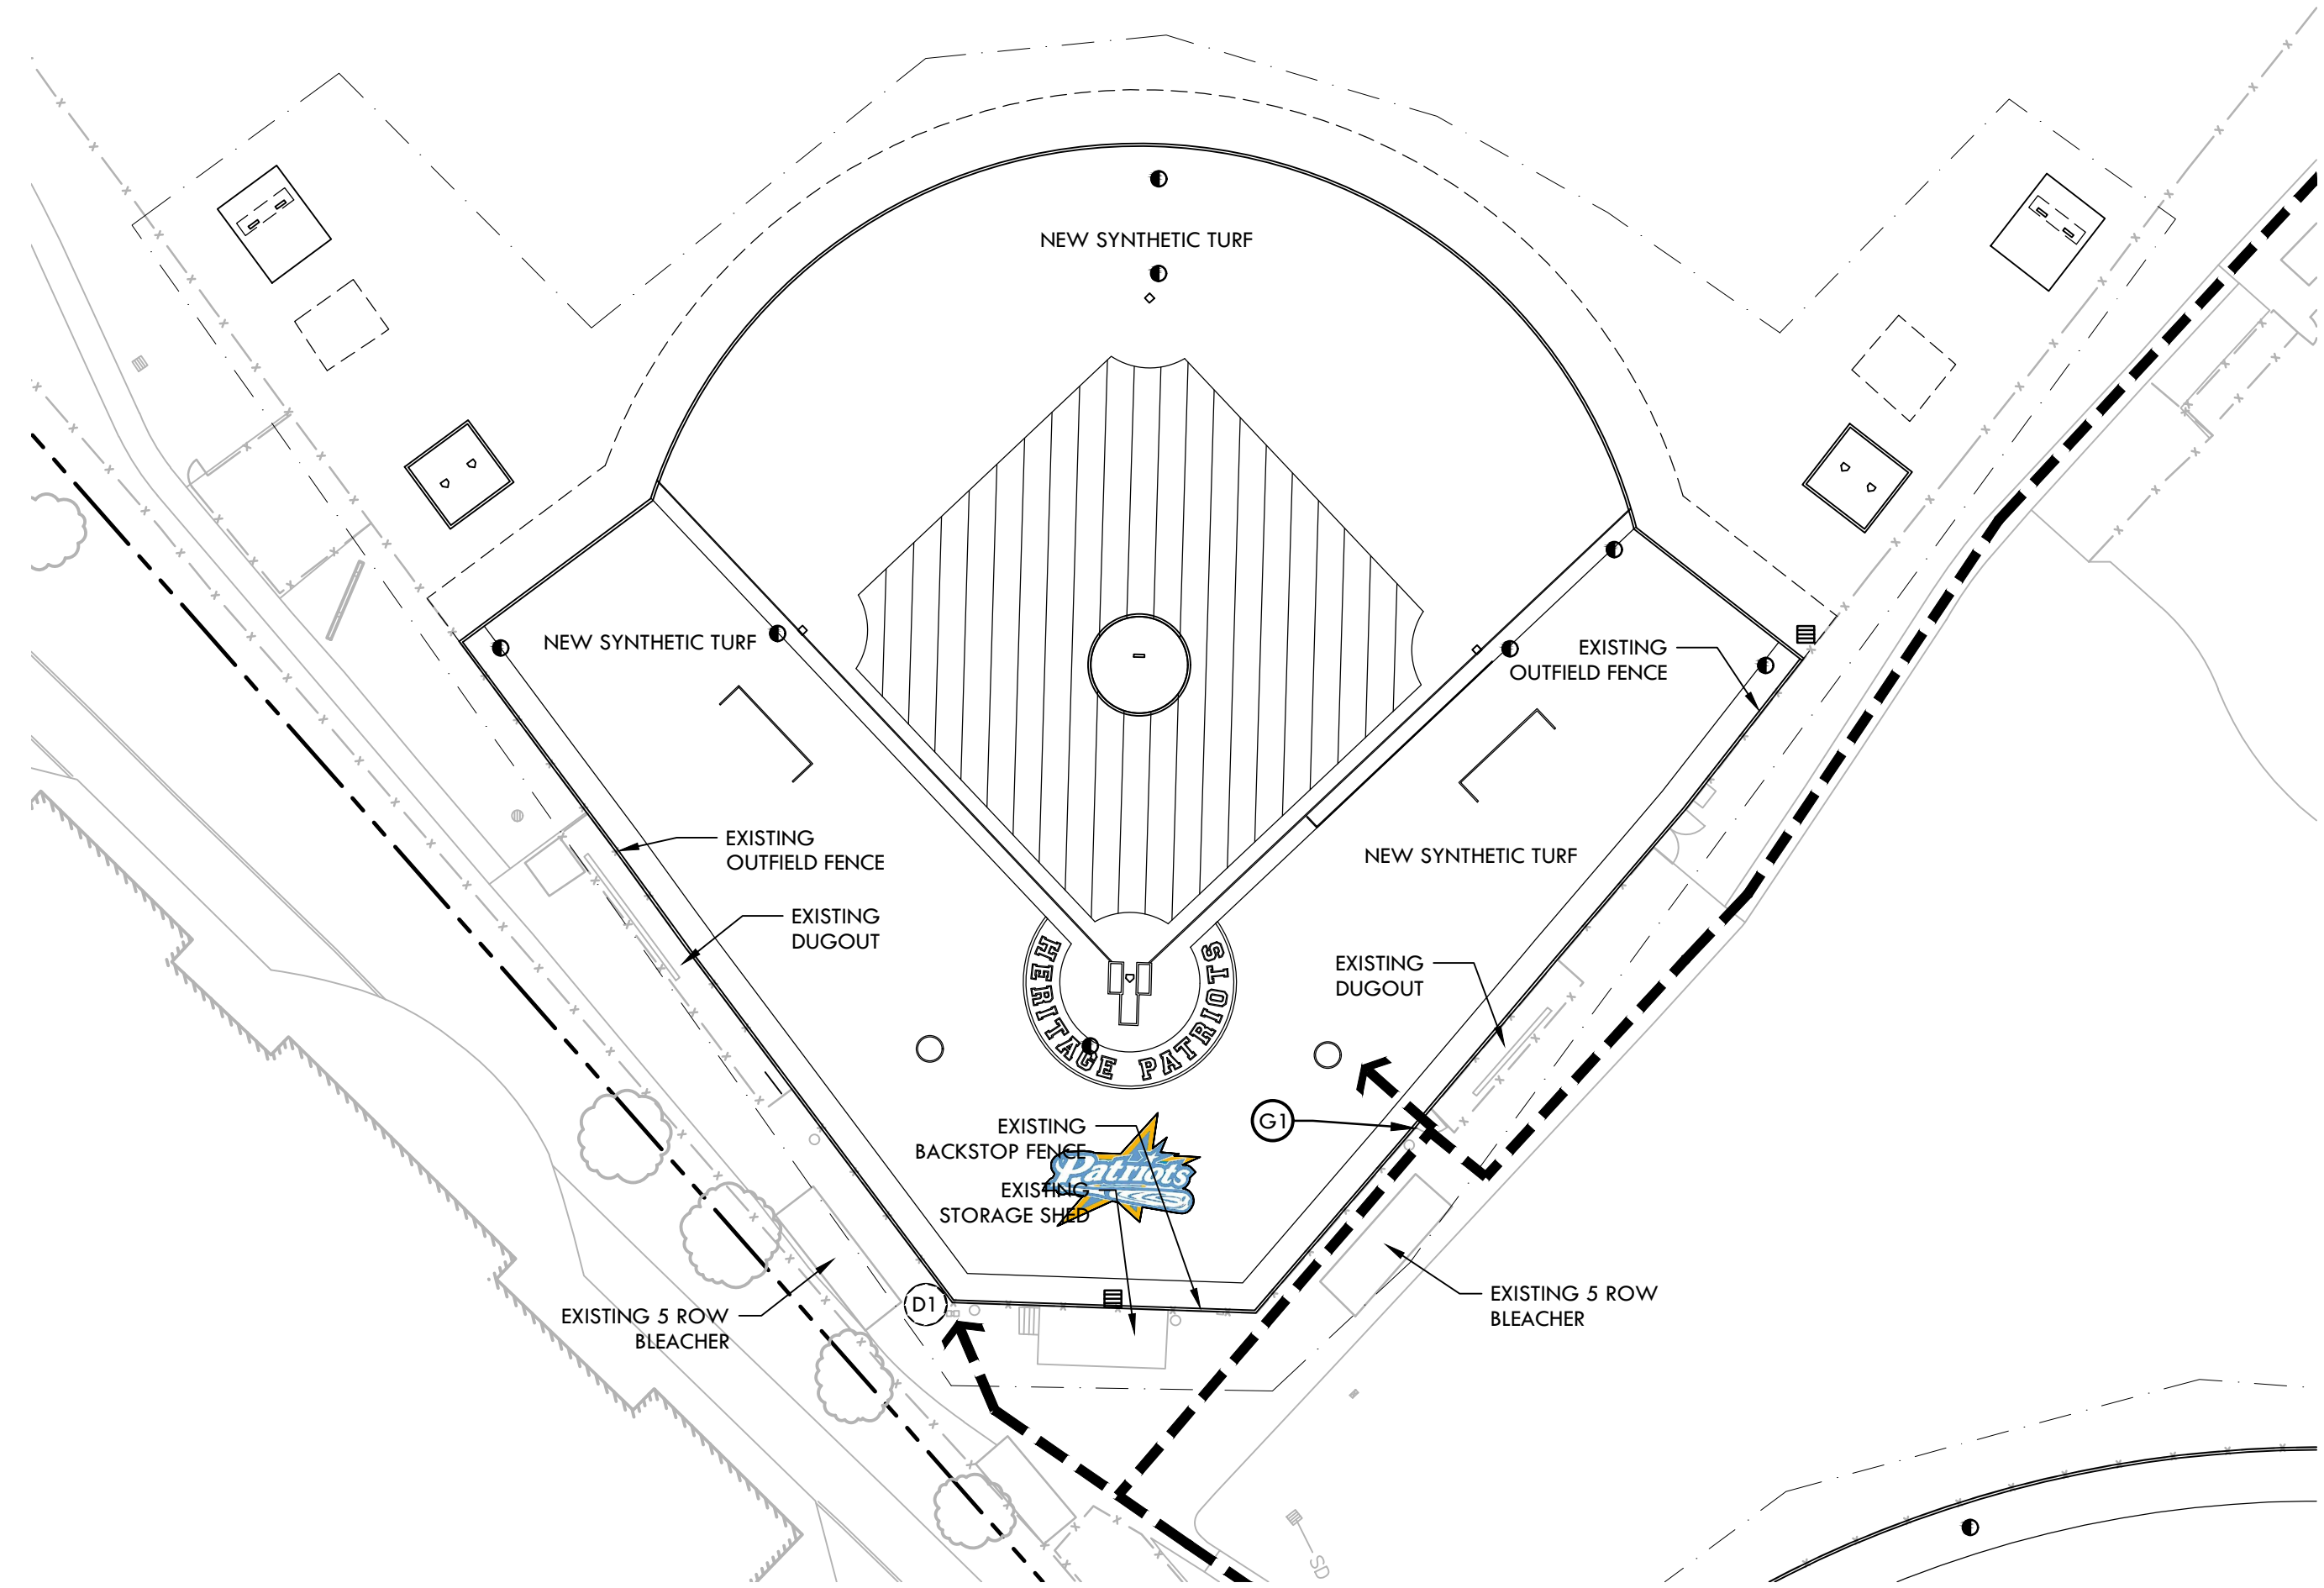 NEW SYNTHETIC TURF
NEW SYNTHETIC TURF
EXISTING
OUTFIELD FENCE
EXISTING
OUTFIELD FENCE
NEW SYNTHETIC TURF
EXISTING
DUGOUT
EXISTING
DUGOUT
HERITAGE PATRIOTS
G1
EXISTING
BACKSTOP FENCE
Patriots
EXISTING
STORAGE SHED
D1
EXISTING 5 ROW
BLEACHER
EXISTING 5 ROW
BLEACHER
SD